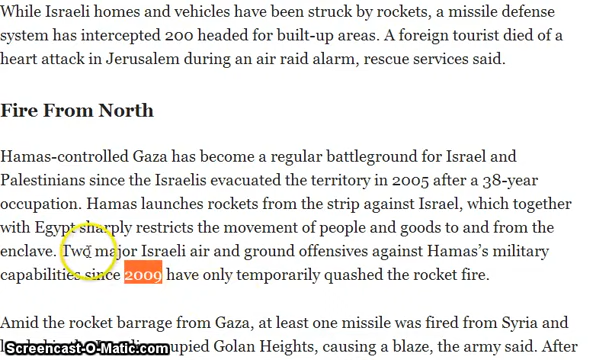 While Israeli homes and vehicles have been struck by rockets, a missile defense
system has intercepted 200 headed for built-up areas. A foreign tourist died of a
heart attack in Jerusalem during an air raid alarm, rescue services said.
Fire From North
Hamas-controlled Gaza has become a regular battleground for Israel and
Palestinians since the Israelis evacuated the territory in 2005 after a 38-year
occupation. Hamas launches rockets from the strip against Israel, which together
with Egypt sharply restricts the movement of people and goods to and from the
enclave. Two major Israeli air and ground offensives against Hamas’s military
capabilities since 2009 have only temporarily quashed the rocket fire.
Amid the rocket barrage from Gaza, at least one missile was fired from Syria and
Golan Heights, causing a blaze, the army said. After
Screencast-O-Matic.com